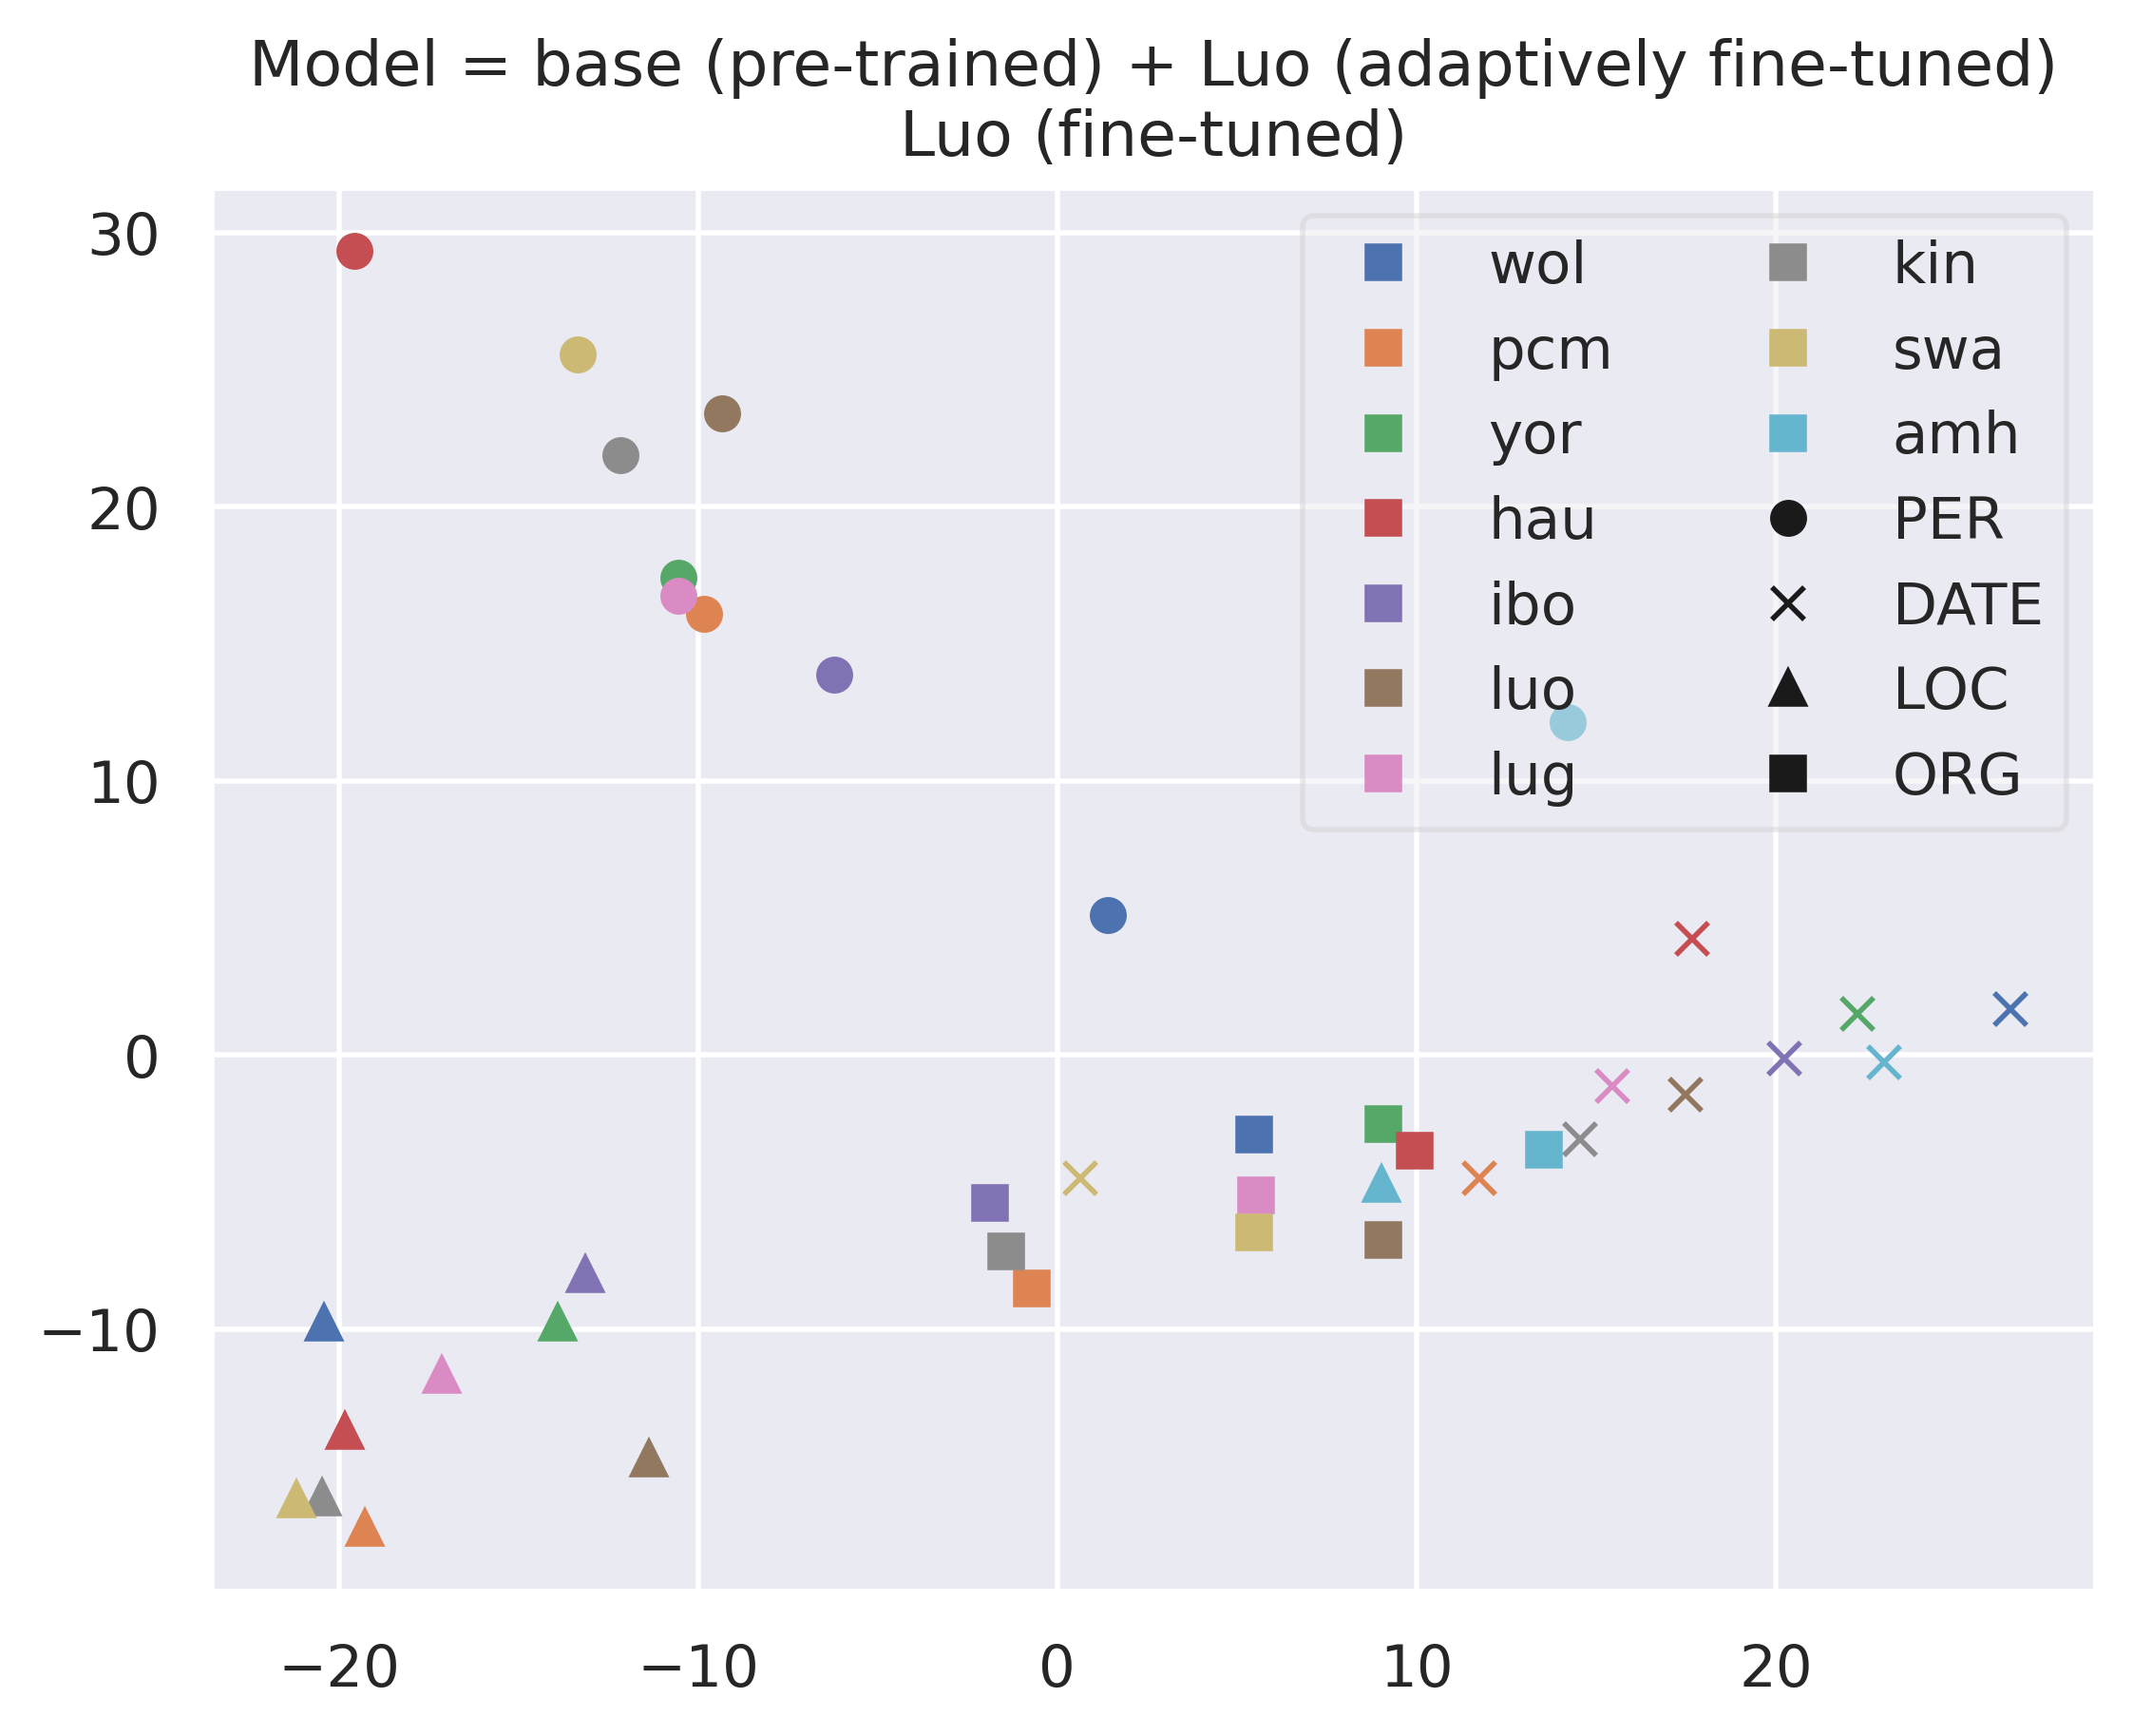 Model = base (pre-trained) + Luo (adaptively fine-tuned)
Luo (fine-tuned)
30
20
10
0
−10
−20
−10
0
10
20
wol
pcm
yor
hau
ibo
luo
lug
kin
swa
amh
PER
DATE
LOC
ORG